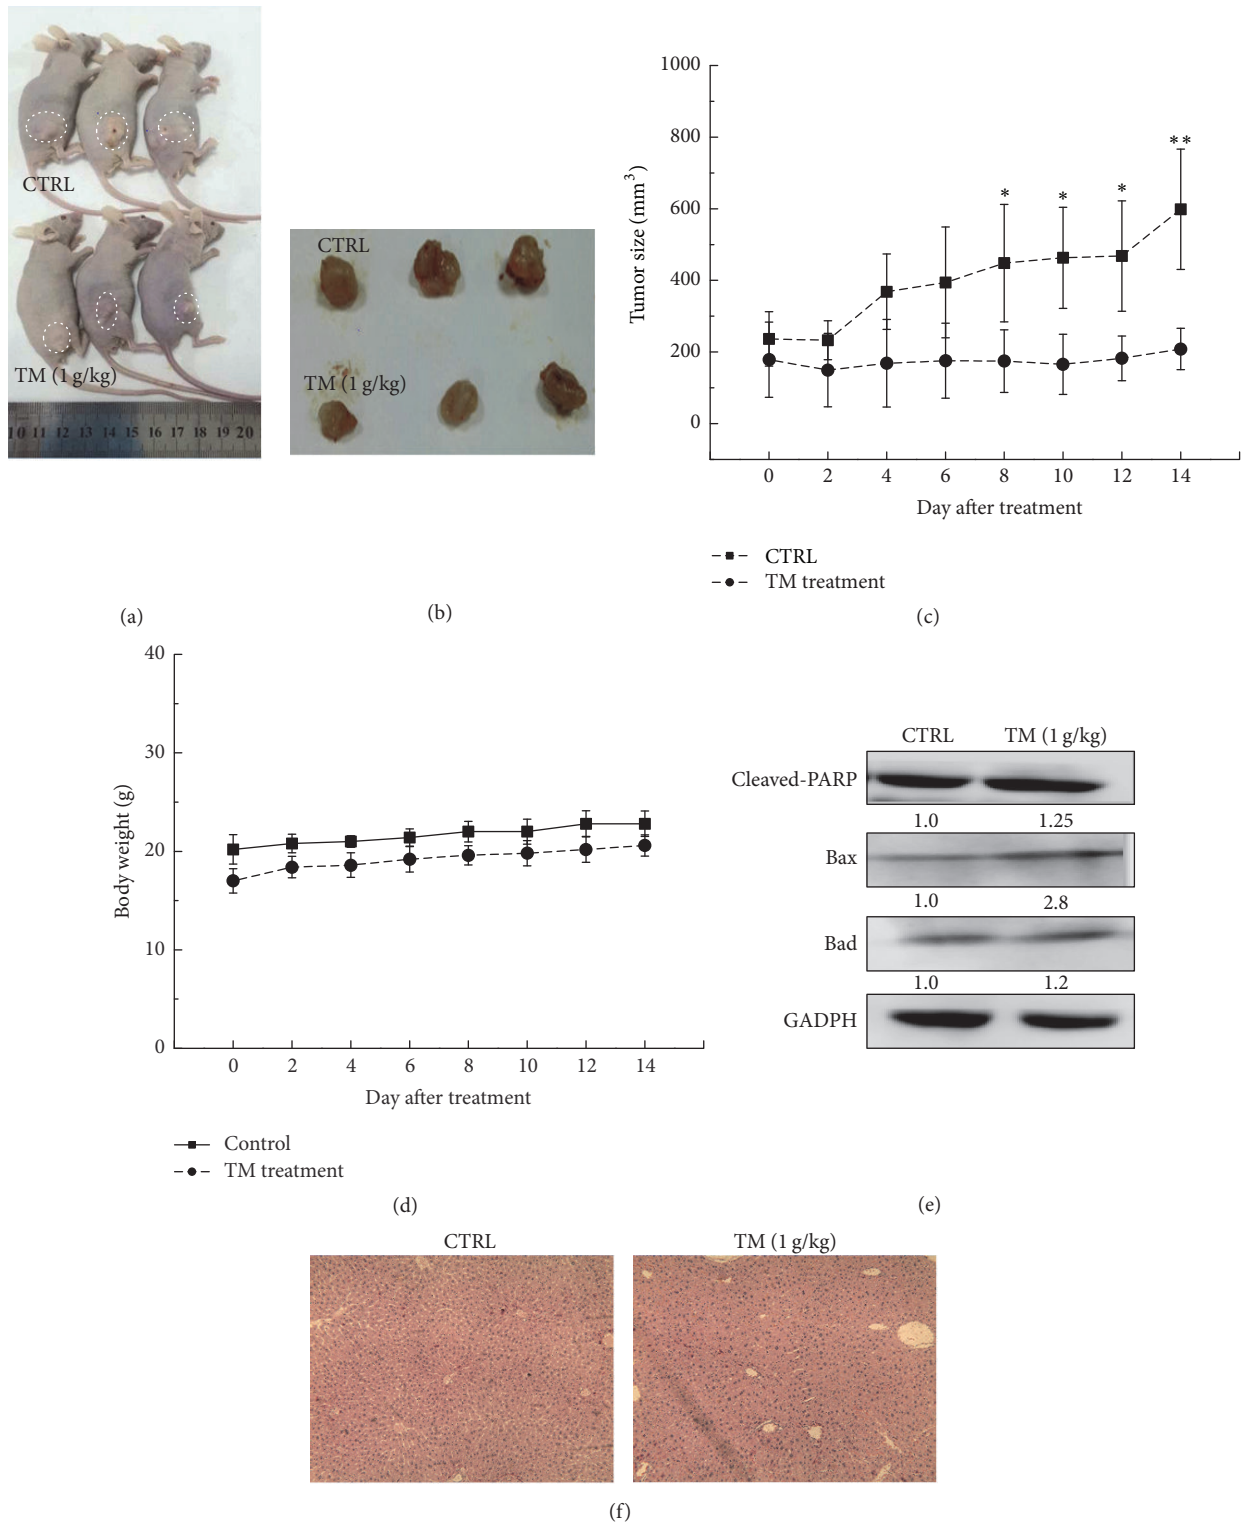 CTRL
TM (1 g/kg)
10 11 12 13 14 15 16 17 18 19 20
(a)
CTRL
TM (1 g/kg)
(b)
1000
800
600
400
200
0
Tumor size (mm³)
*
*
*
**
0 2 4 6 8 10 12 14
Day after treatment
CTRL
TM treatment
(c)
40
30
20
10
0
Body weight (g)
0 2 4 6 8 10 12 14
Day after treatment
Control
TM treatment
(d)
CTRL TM (1 g/kg)
Cleaved-PARP
1.0 1.25
Bax
1.0 2.8
Bad
1.0 1.2
GADPH
(e)
CTRL TM (1 g/kg)
(f)